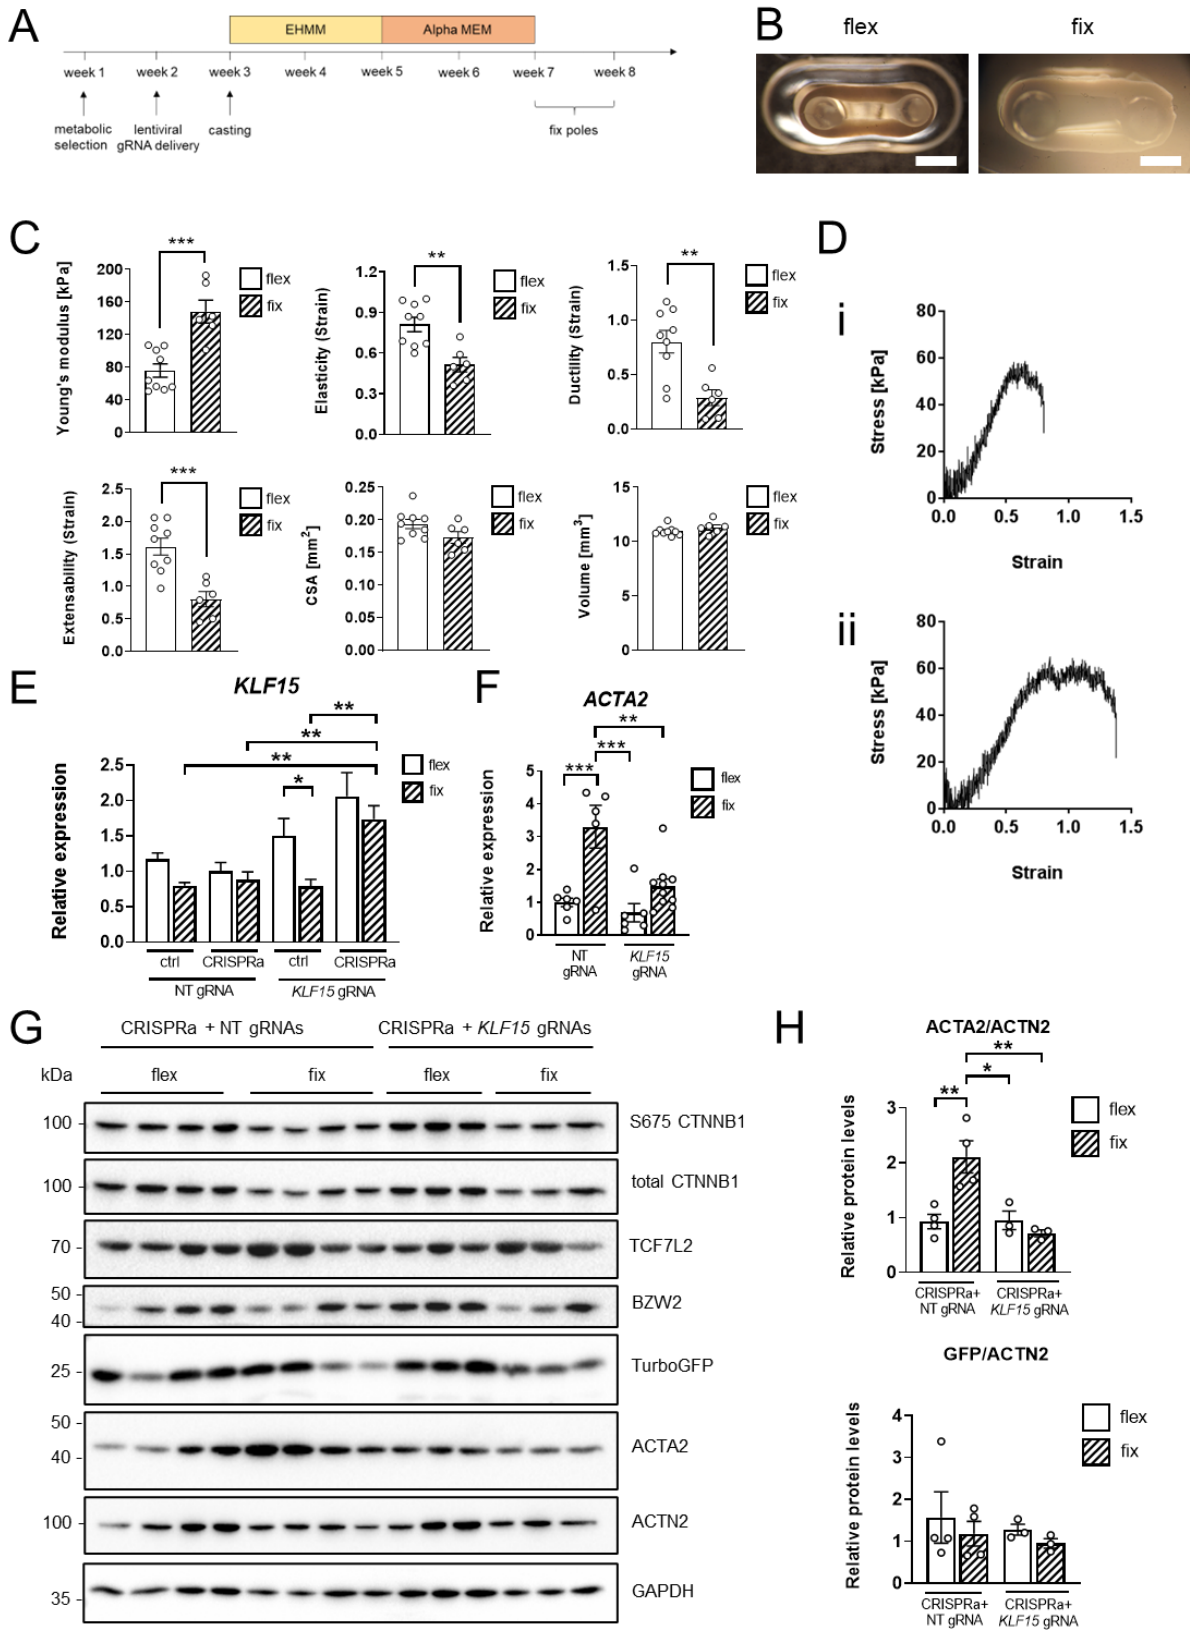 A
EHMM
Alpha MEM
week 1
week 2
week 3
week 4
week 5
week 6
week 7
week 8
metabolic
selection
lentiviral
gRNA delivery
casting
fix poles
B
flex
fix
C
Young's modulus [kPa]
200
160
120
80
40
0
***
flex
fix
Elasticity (Strain)
1.2
0.9
0.6
0.3
0.0
**
flex
fix
Ductility (Strain)
1.5
1.0
0.5
0.0
**
flex
fix
Extensability (Strain)
2.5
2.0
1.5
1.0
0.5
0.0
***
flex
fix
CSA [mm2]
0.25
0.20
0.15
0.10
0.05
0.00
flex
fix
Volume [mm3]
15
10
5
0
flex
fix
D
i
Stress [kPa]
80
60
40
20
0
0.0
0.5
1.0
1.5
Strain
ii
Stress [kPa]
80
60
40
20
0
0.0
0.5
1.0
1.5
Strain
E
KLF15
**
**
**
*
Relative expression
2.5
2.0
1.5
1.0
0.5
0.0
flex
fix
ctrl
CRISPRa
ctrl
CRISPRa
NT gRNA
KLF15 gRNA
F
ACTA2
**
***
***
Relative expression
5
4
3
2
1
0
flex
fix
NT
gRNA
KLF15
gRNA
G
CRISPRa + NT gRNAs
CRISPRa + KLF15 gRNAs
kDa
flex
fix
flex
fix
100
S675 CTNNB1
100
total CTNNB1
70
TCF7L2
50
40
BZW2
25
TurboGFP
50
40
ACTA2
100
ACTN2
35
GAPDH
H
ACTA2/ACTN2
**
*
**
Relative protein levels
3
2
1
0
flex
fix
CRISPRa+
NT gRNA
CRISPRa+
KLF15 gRNA
GFP/ACTN2
Relative protein levels
4
3
2
1
0
flex
fix
CRISPRa+
NT gRNA
CRISPRa+
KLF15 gRNA